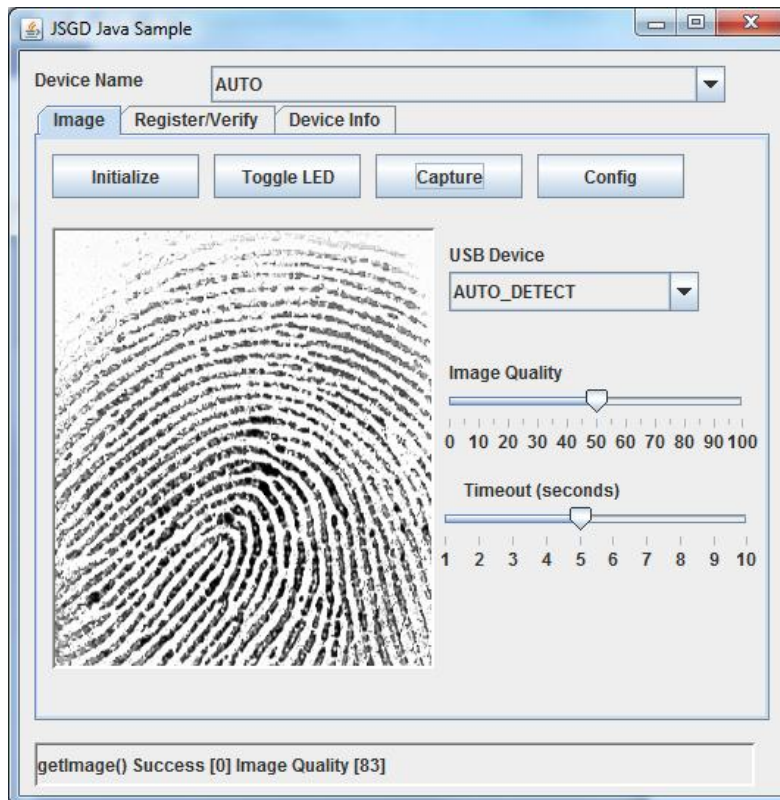 JSGD Java Sample
Device Name AUTO
Image Register/Verify Device Info
Initialize Toggle LED Capture Config
USB Device
AUTO_DETECT
Image Quality
0 10 20 30 40 50 60 70 80 90 100
Timeout (seconds)
1 2 3 4 5 6 7 8 9 10
getImage() Success [0] Image Quality [83]